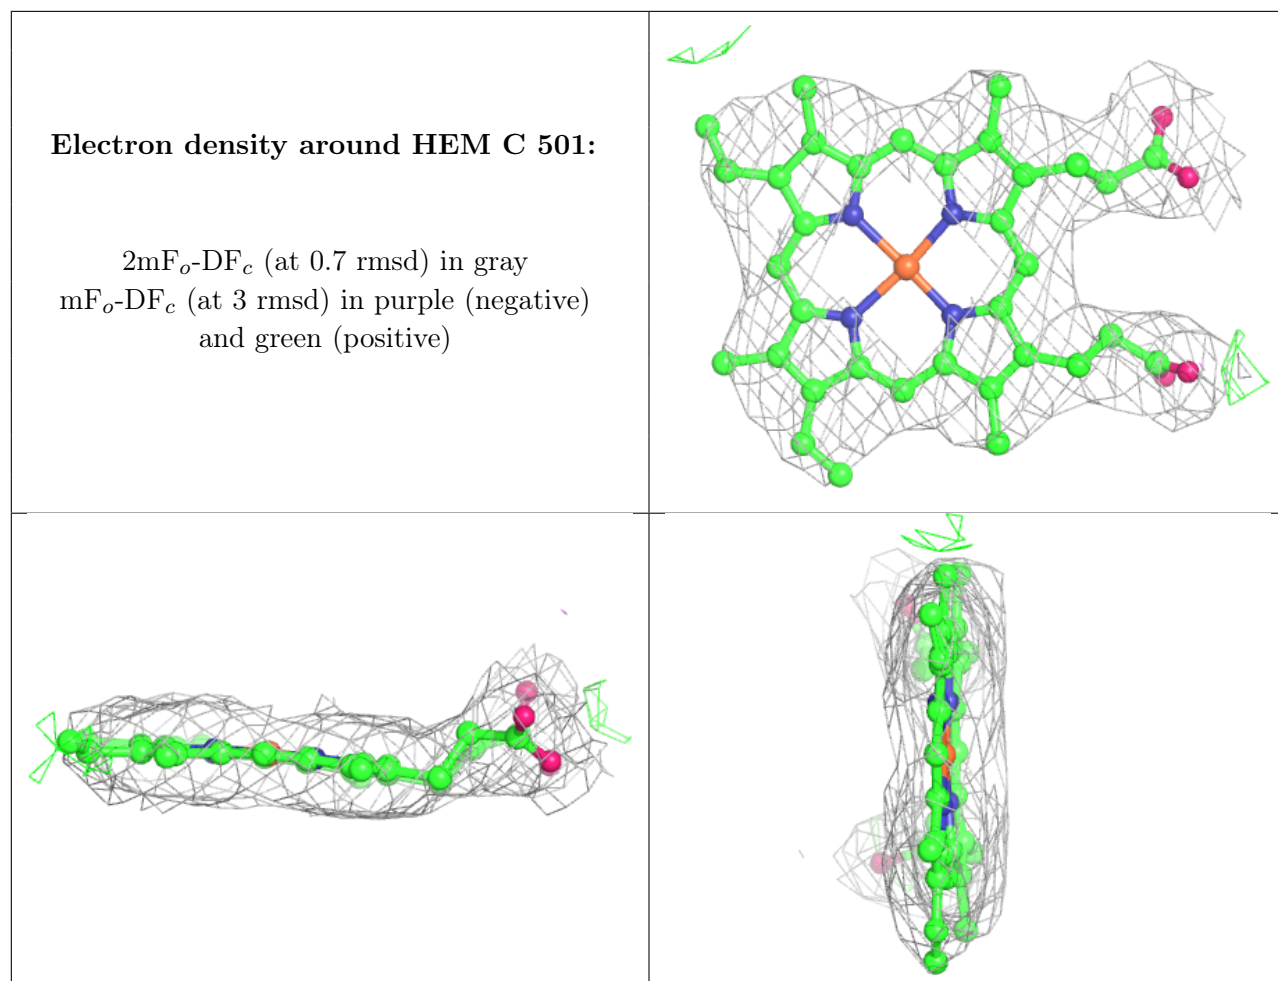 Electron density around HEM C 501:
2mFo-DFc (at 0.7 rmsd) in gray
mFo-DFc (at 3 rmsd) in purple (negative)
and green (positive)